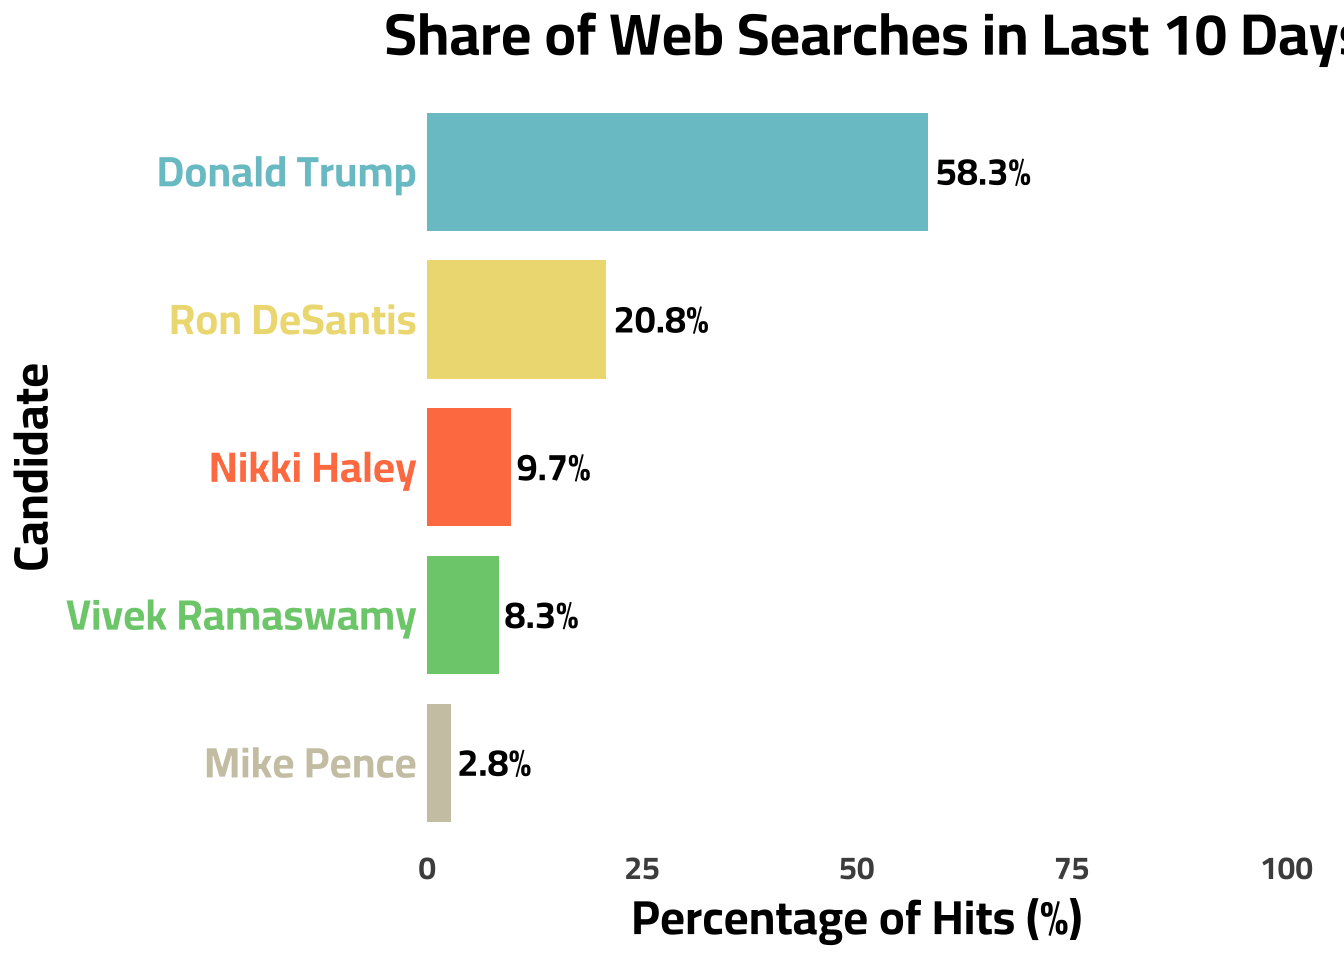 Share of Web Searches in Last 10 Days
Donald Trump 58.3%
Ron DeSantis 20.8%
Nikki Haley 9.7%
Vivek Ramaswamy 8.3%
Mike Pence 2.8%
Candidate
0 25 50 75 100
Percentage of Hits (%)